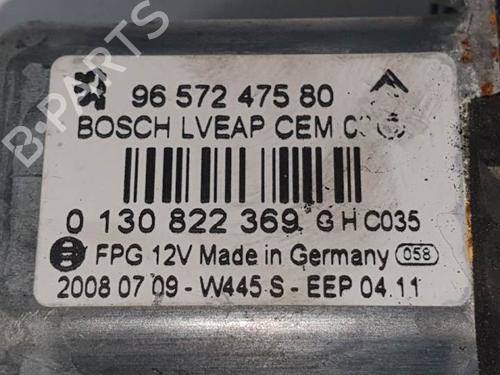 96 572 475 80
BOSCH LVEAP CEM
0 130 822 369 G H C035
FPG 12V Made in Germany 058
2008 07 09 - W445 S - EEP 04.11
B-PARTS